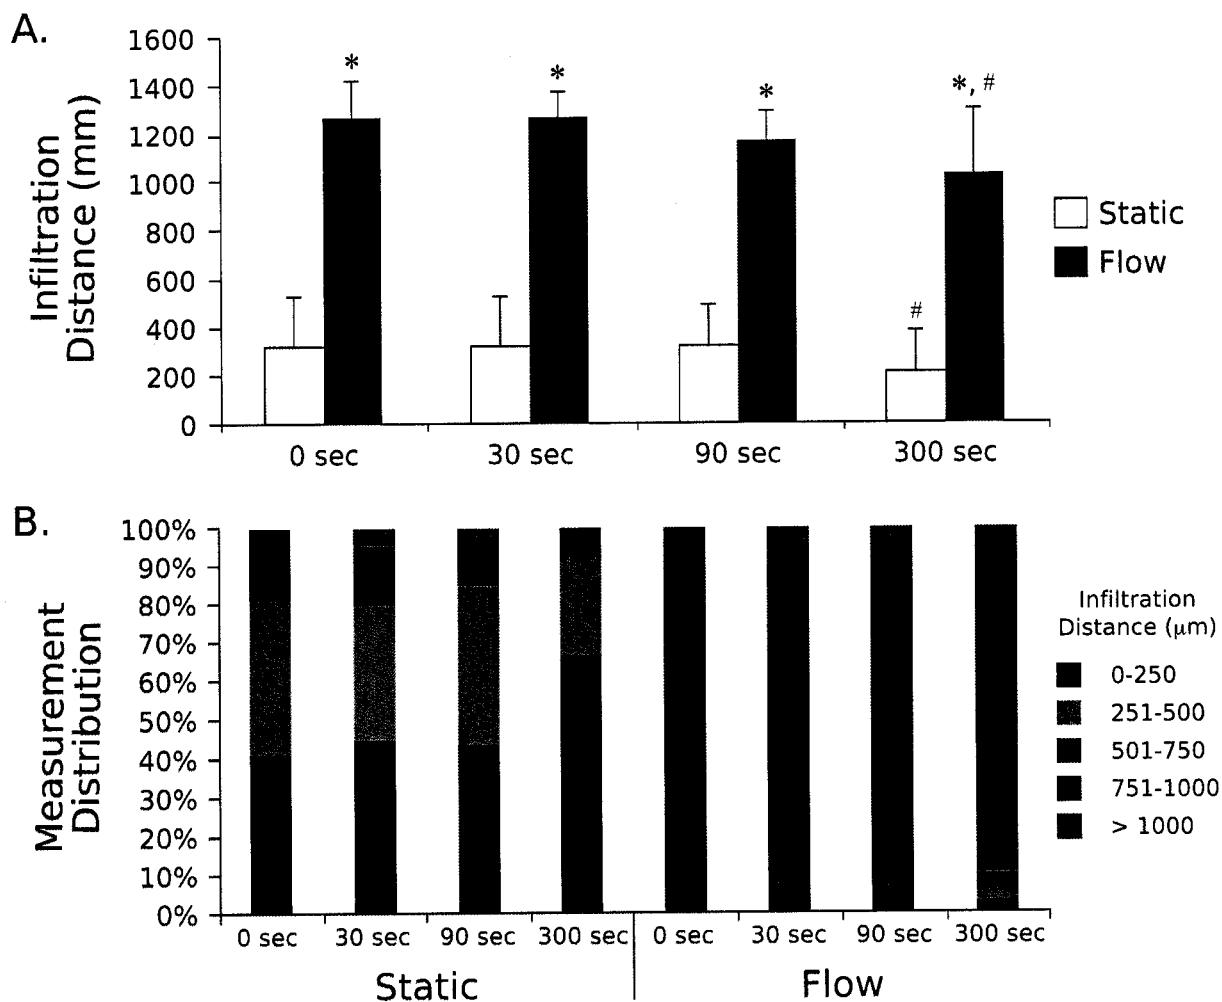 A.
Infiltration
Distance (mm)
1600
1400
1200
1000
800
600
400
200
0
*
*
*
*, #
#
0 sec
30 sec
90 sec
300 sec
Static
Flow
B.
Measurement
Distribution
100%
90%
80%
70%
60%
50%
40%
30%
20%
10%
0%
0 sec
30 sec
90 sec
300 sec
0 sec
30 sec
90 sec
300 sec
Static
Flow
Infiltration
Distance (μm)
0-250
251-500
501-750
751-1000
> 1000